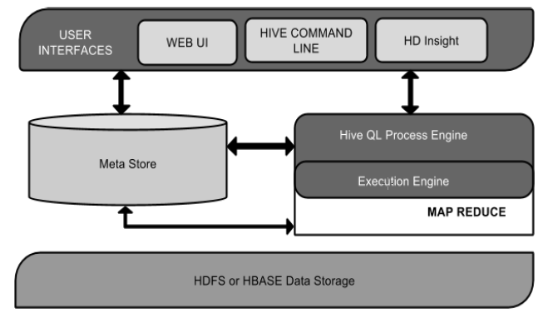 USER
INTERFACES
WEB UI
HIVE COMMAND
LINE
HD Insight
Meta Store
Hive QL Process Engine
Execution Engine
MAP REDUCE
HDFS or HBASE Data Storage